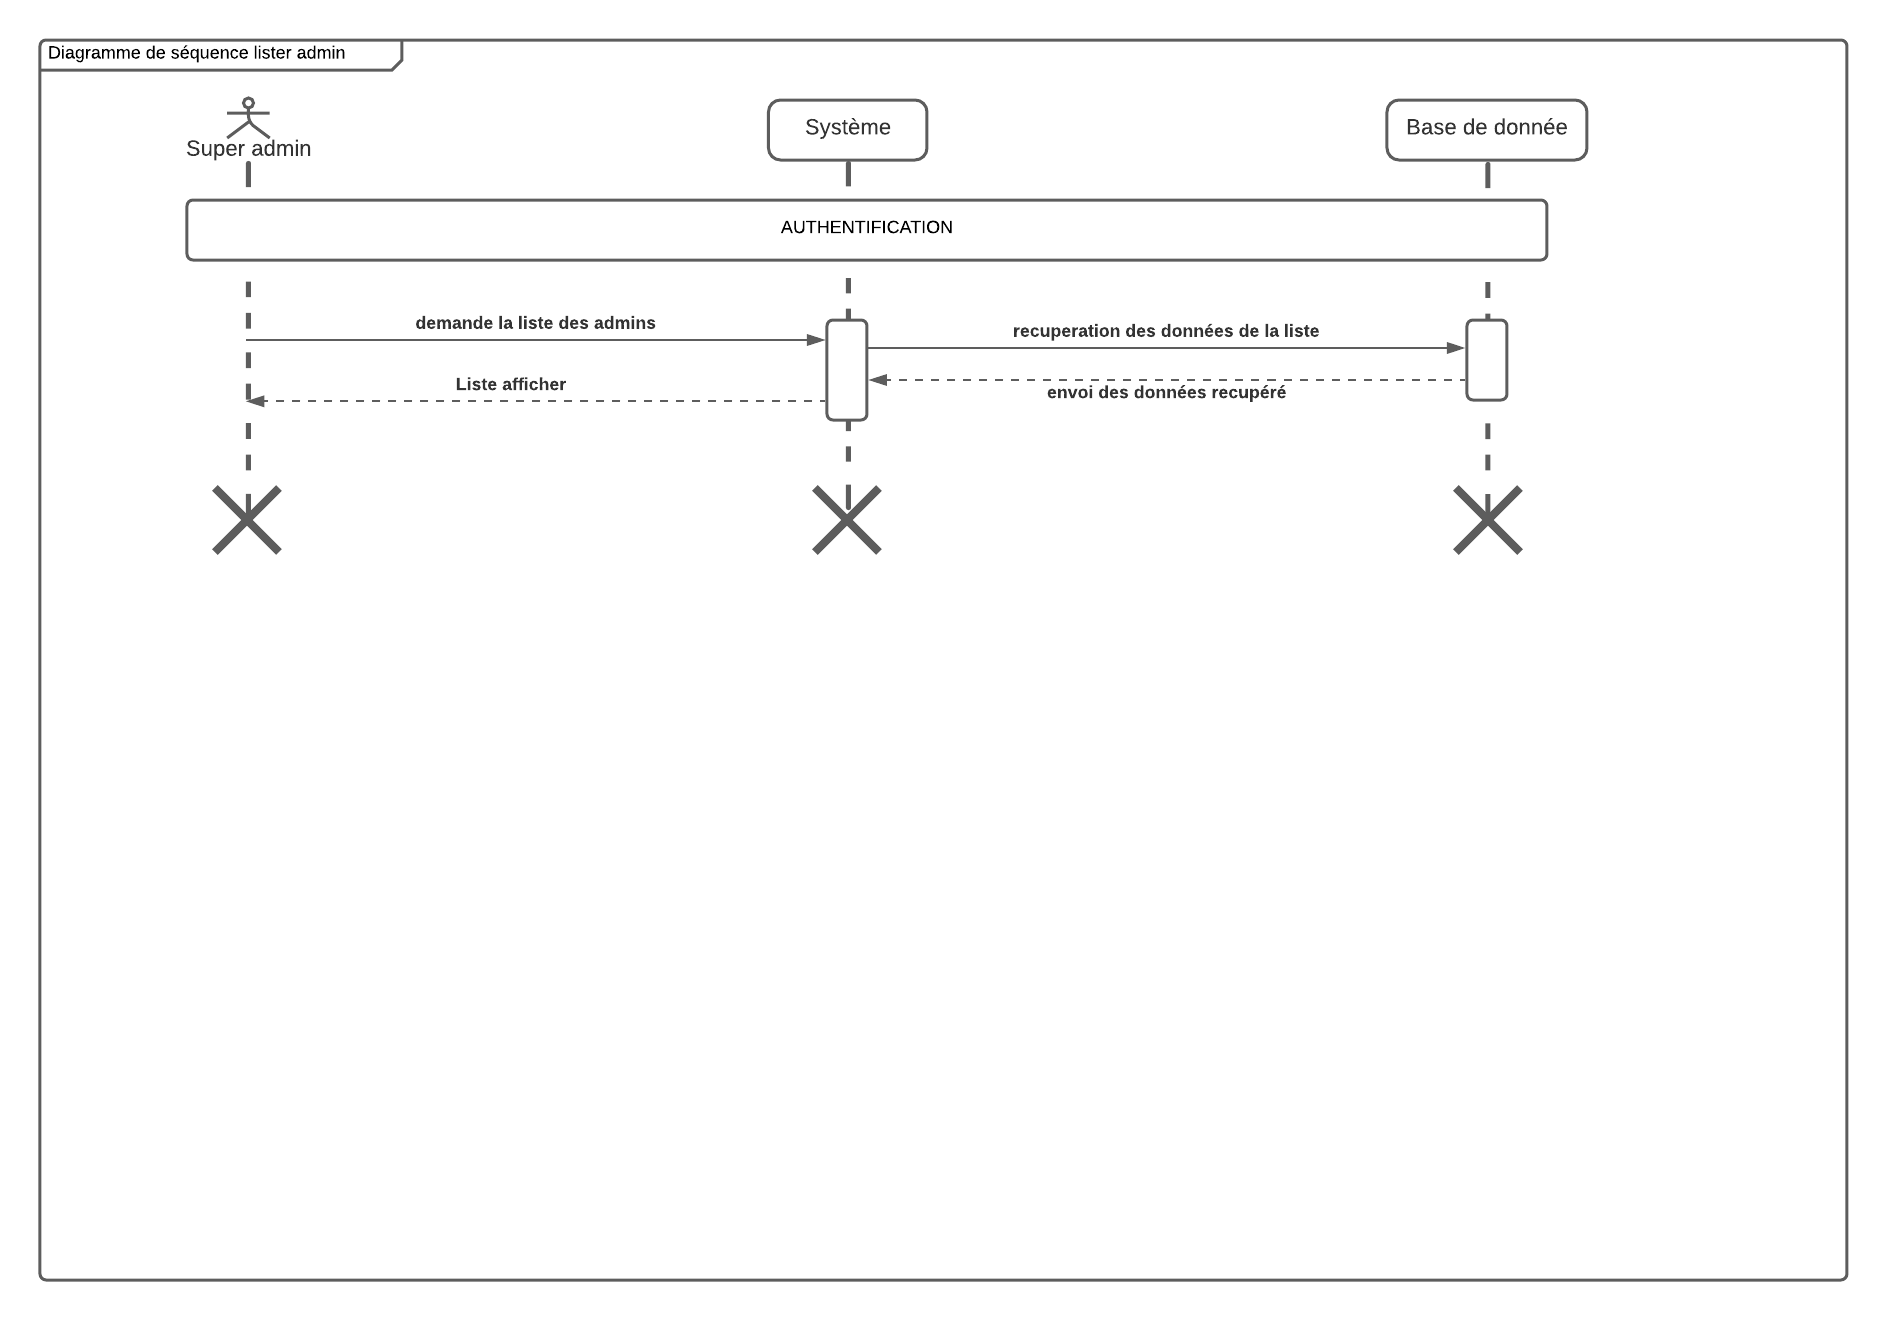 Diagramme de séquence lister admin
Super admin
Système
Base de donnée
AUTHENTIFICATION
demande la liste des admins
recuperation des données de la liste
Liste afficher
envoi des données recupéré